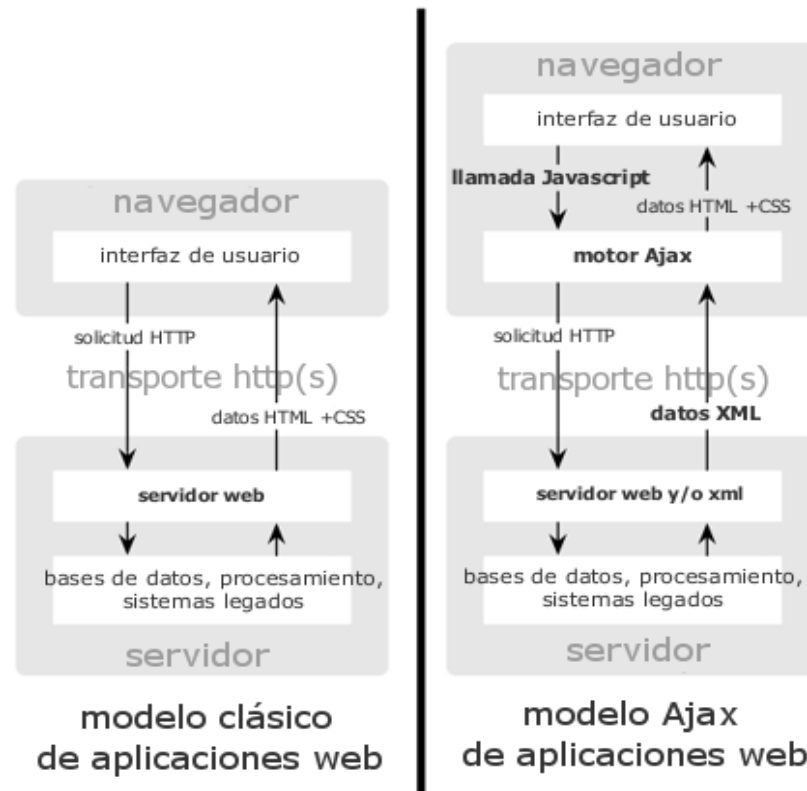 navegador
interfaz de usuario
solicitud HTTP
transporte http(s)
datos HTML +CSS
servidor web
bases de datos, procesamiento,
sistemas legados
servidor
modelo clásico
de aplicaciones web
navegador
interfaz de usuario
llamada Javascript
datos HTML +CSS
motor Ajax
solicitud HTTP
transporte http(s)
datos XML
servidor web y/o xml
bases de datos, procesamiento,
sistemas legados
servidor
modelo Ajax
de aplicaciones web